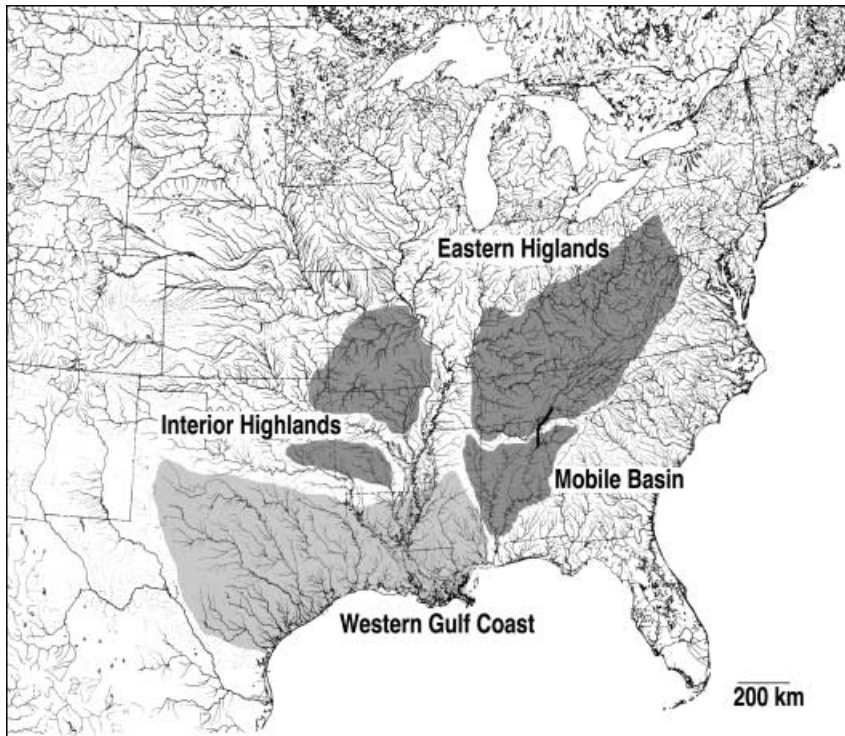 Eastern Higlands
Interior Highlands
Mobile Basin
Western Gulf Coast
200 km